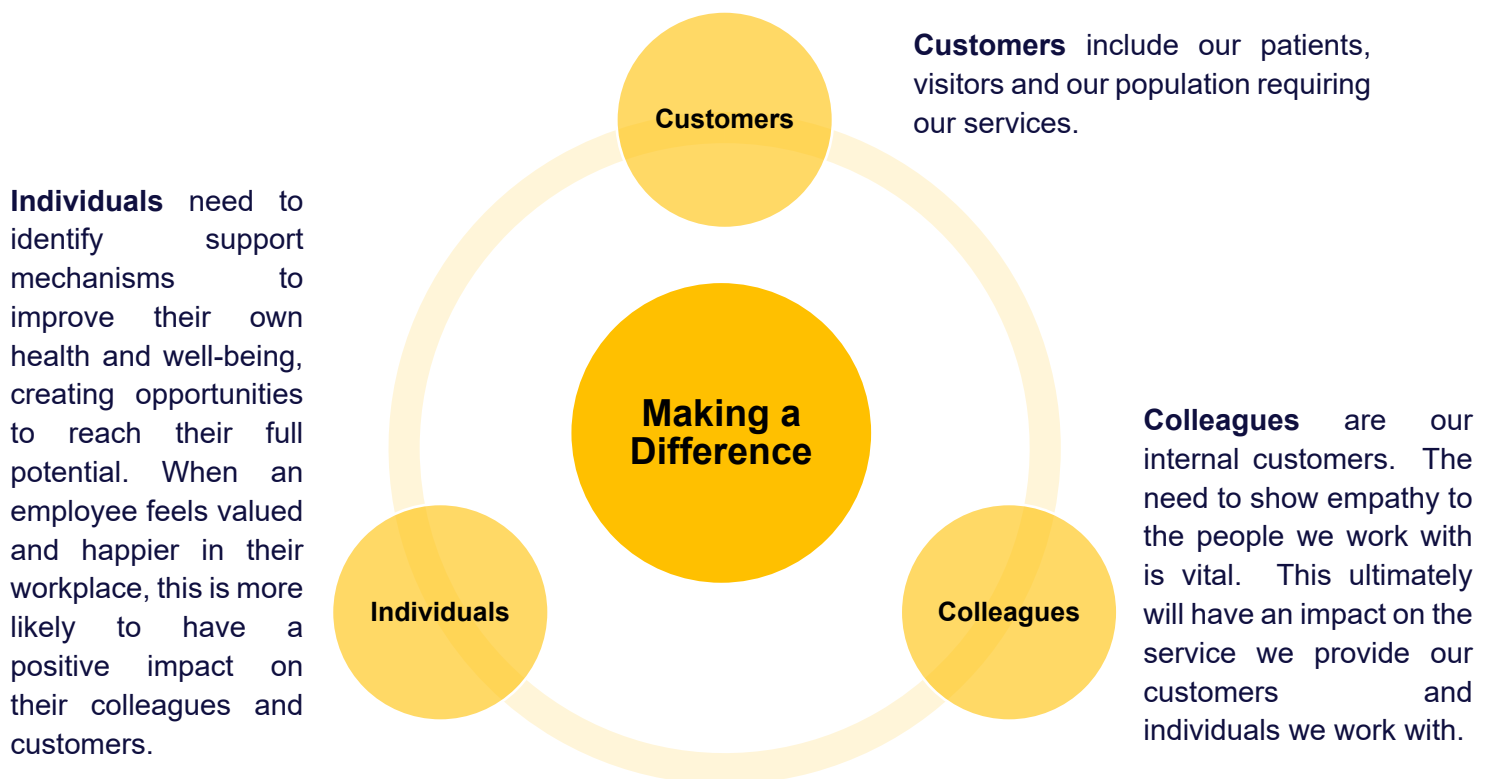 Customers include our patients,
visitors and our population requiring
our services.
Customers
Individuals need to
identify support
mechanisms to
improve their own
health and well-being,
creating opportunities
to reach their full
potential. When an
employee feels valued
and happier in their
workplace, this is more
likely to have a
positive impact on
their colleagues and
customers.
Making a
Difference
Individuals
Colleagues
Colleagues are our
internal customers. The
need to show empathy to
the people we work with
is vital. This ultimately
will have an impact on the
service we provide our
customers and
individuals we work with.